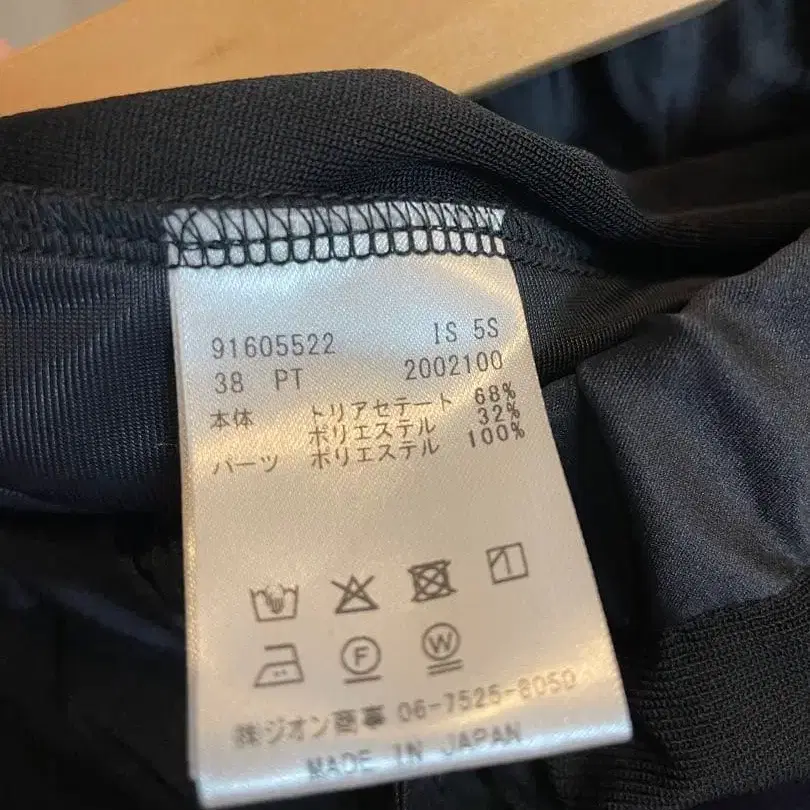 91605522 IS 5S
38 PT 2002100
本体 トリアセテート 68%
ポリエステル 32%
パーツ ポリエステル 100%
F W
㈱ジオン商事 06-7525-8050
MADE IN JAPAN